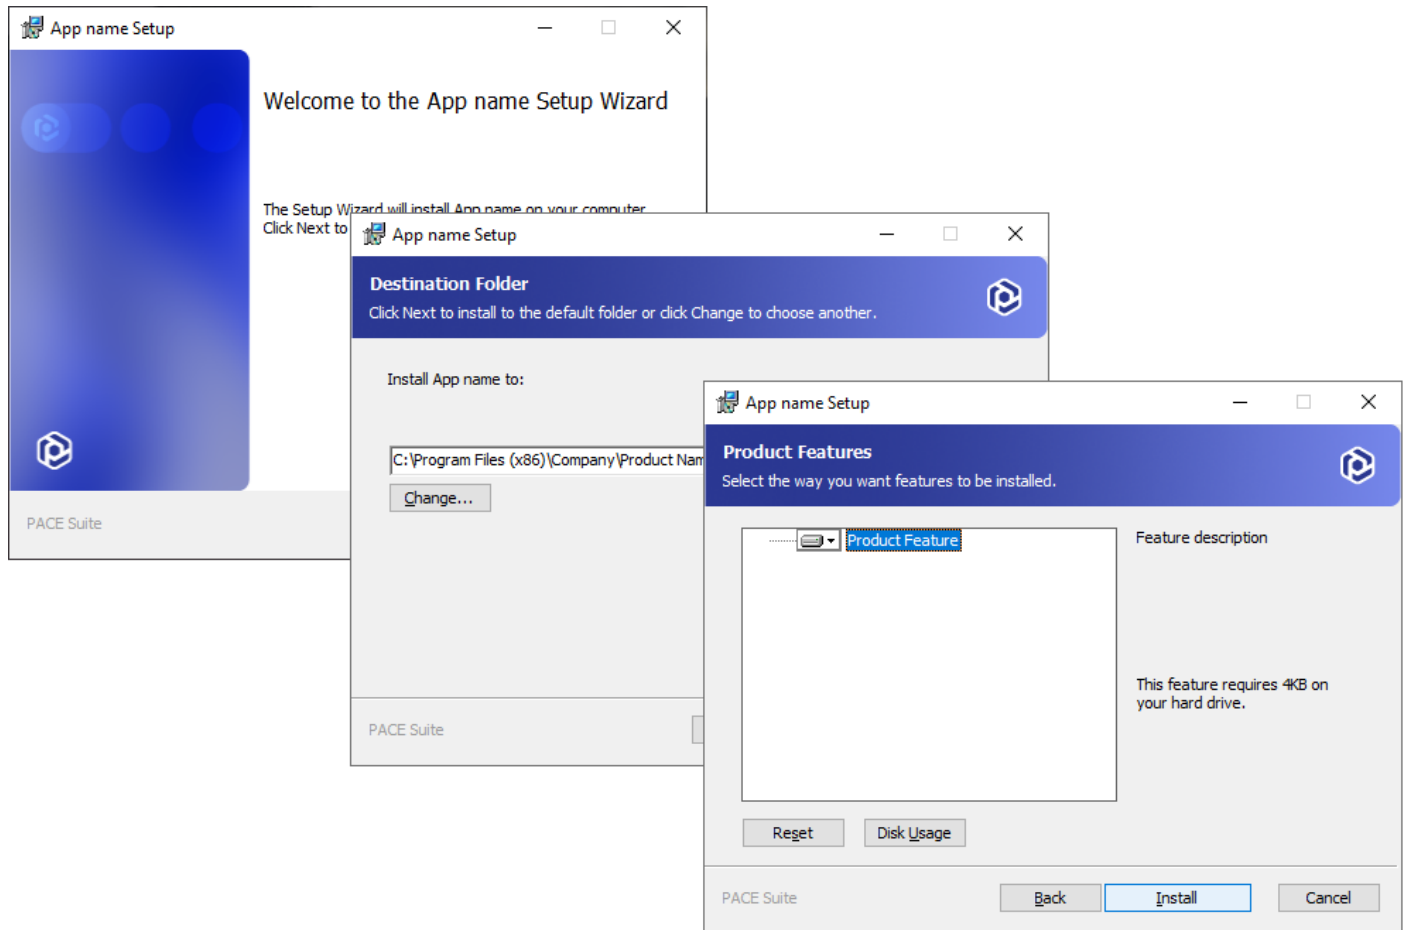 App name Setup
Welcome to the App name Setup Wizard
The Setup Wizard will install App name on your computer
Click Next to
PACE Suite
App name Setup
Destination Folder
Click Next to install to the default folder or click Change to choose another.
Install App name to:
C:\Program Files (x86)\Company\Product Nam
Change...
PACE Suite
App name Setup
Product Features
Select the way you want features to be installed.
Product Feature
Feature description
This feature requires 4KB on
your hard drive.
Reset
Disk Usage
PACE Suite
Back
Install
Cancel